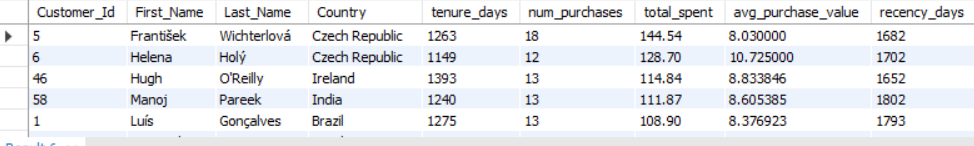 Customer_Id First_Name Last_Name Country tenure_days num_purchases total_spent avg_purchase_value recency_days
5 František Wichterlová Czech Republic 1263 18 144.54 8.030000 1682
6 Helena Holý Czech Republic 1149 12 128.70 10.725000 1702
46 Hugh O'Reilly Ireland 1393 13 114.84 8.833846 1652
58 Manoj Pareek India 1240 13 111.87 8.605385 1802
1 Luís Gonçalves Brazil 1275 13 108.90 8.376923 1793